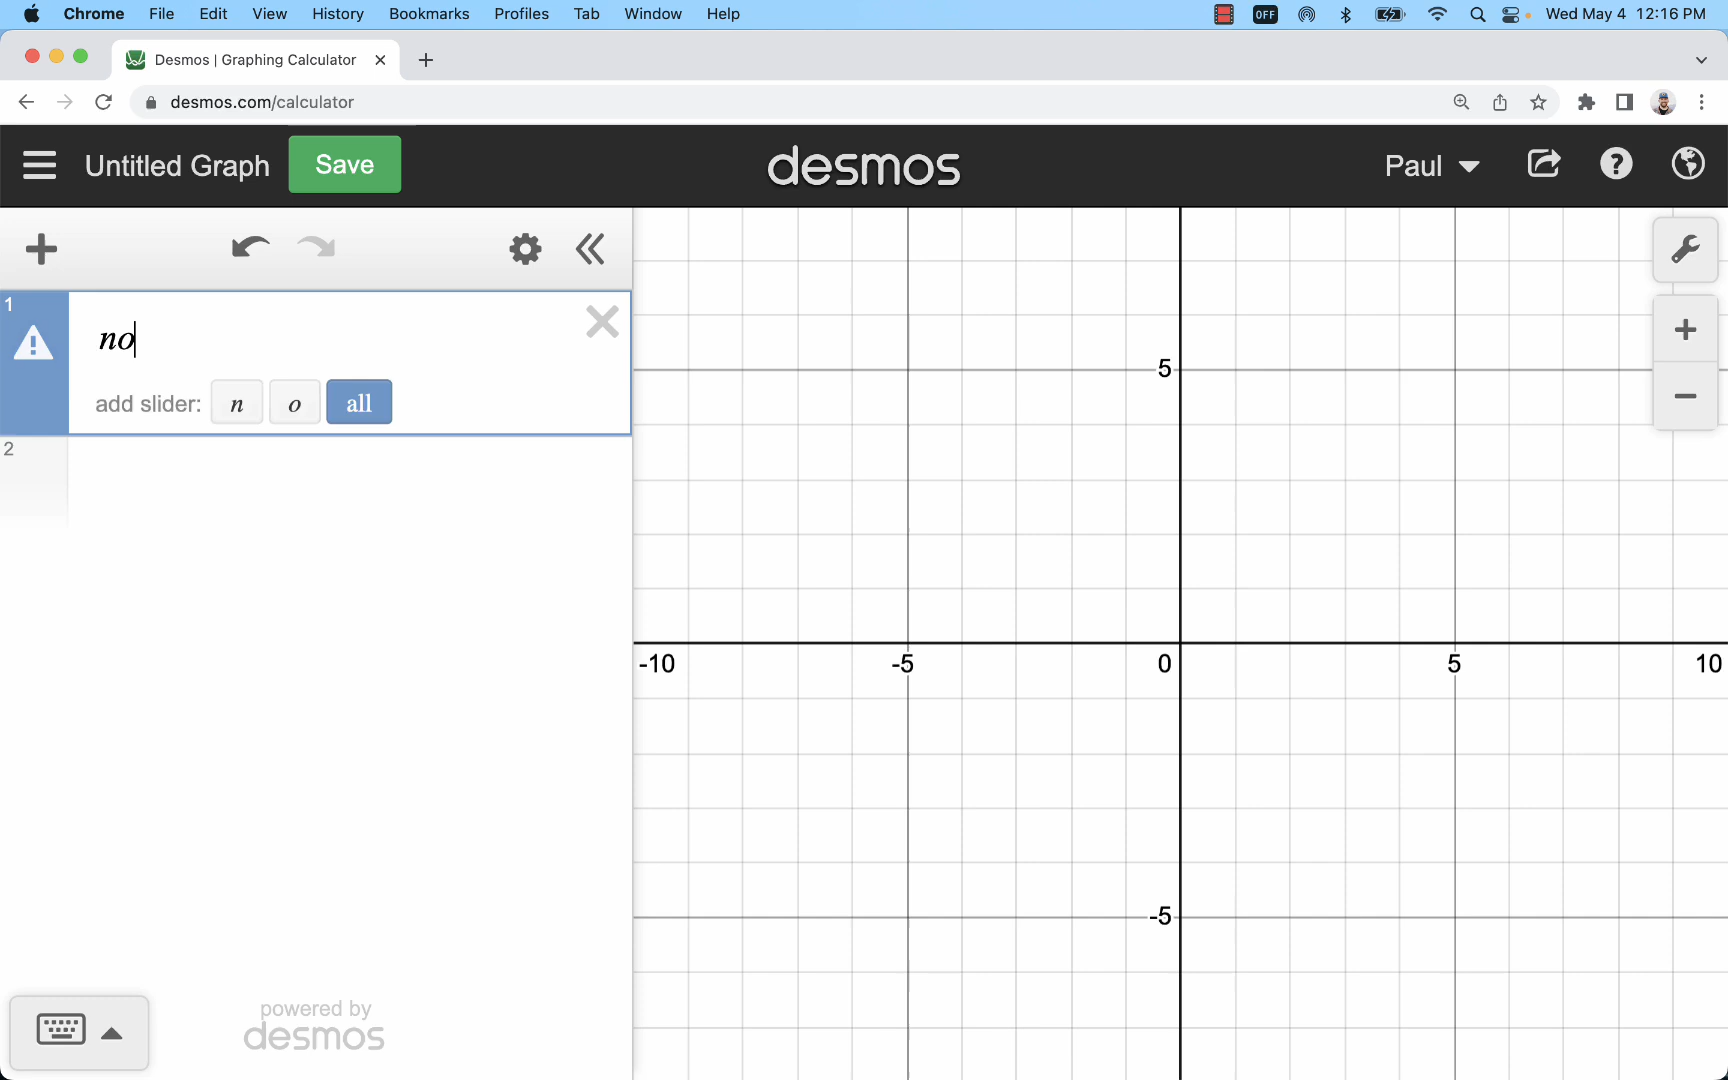 Chrome File Edit View History Bookmarks Profiles Tab Window Help OFF Wed May 4 12:16 PM
Desmos | Graphing Calculator
desmos.com/calculator
Untitled Graph Save desmos Paul
1
no
add slider: n o all
2
5
-10 -5 0 5 10
-5
powered by
desmos